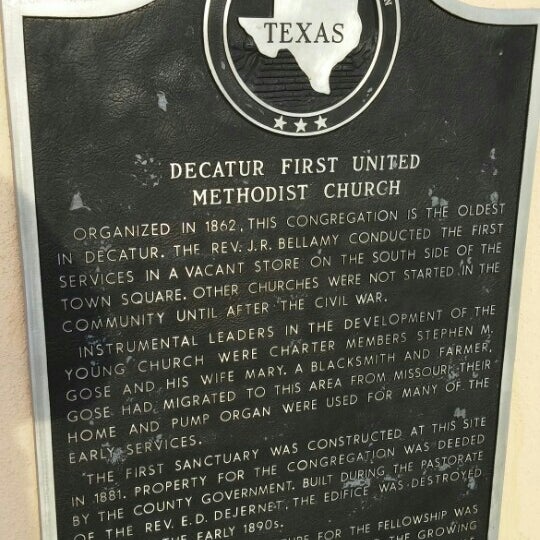 TEXAS
DECATUR FIRST UNITED
METHODIST CHURCH
ORGANIZED IN 1862, THIS CONGREGATION IS THE OLDEST
IN DECATUR. THE REV. J.R. BELLAMY CONDUCTED THE FIRST
SERVICES IN A VACANT STORE ON THE SOUTH SIDE OF THE
TOWN SQUARE. OTHER CHURCHES WERE NOT STARTED IN THE
COMMUNITY UNTIL AFTER THE CIVIL WAR.
INSTRUMENTAL LEADERS IN THE DEVELOPMENT OF THE
YOUNG CHURCH WERE CHARTER MEMBERS STEPHEN M.
GOSE AND HIS WIFE MARY. A BLACKSMITH AND FARMER,
GOSE HAD MIGRATED TO THIS AREA FROM MISSOURI. THEIR
HOME AND PUMP ORGAN WERE USED FOR MANY OF THE
EARLY SERVICES.
THE FIRST SANCTUARY WAS CONSTRUCTED AT THIS SITE
IN 1881. PROPERTY FOR THE CONGREGATION WAS DEEDED
BY THE COUNTY GOVERNMENT. BUILT DURING THE PASTORATE
OF THE REV. E.D. DEJERNET, THE EDIFICE WAS DESTROYED
THE EARLY 1890s.
FOR THE FELLOWSHIP WAS
THE GROWING